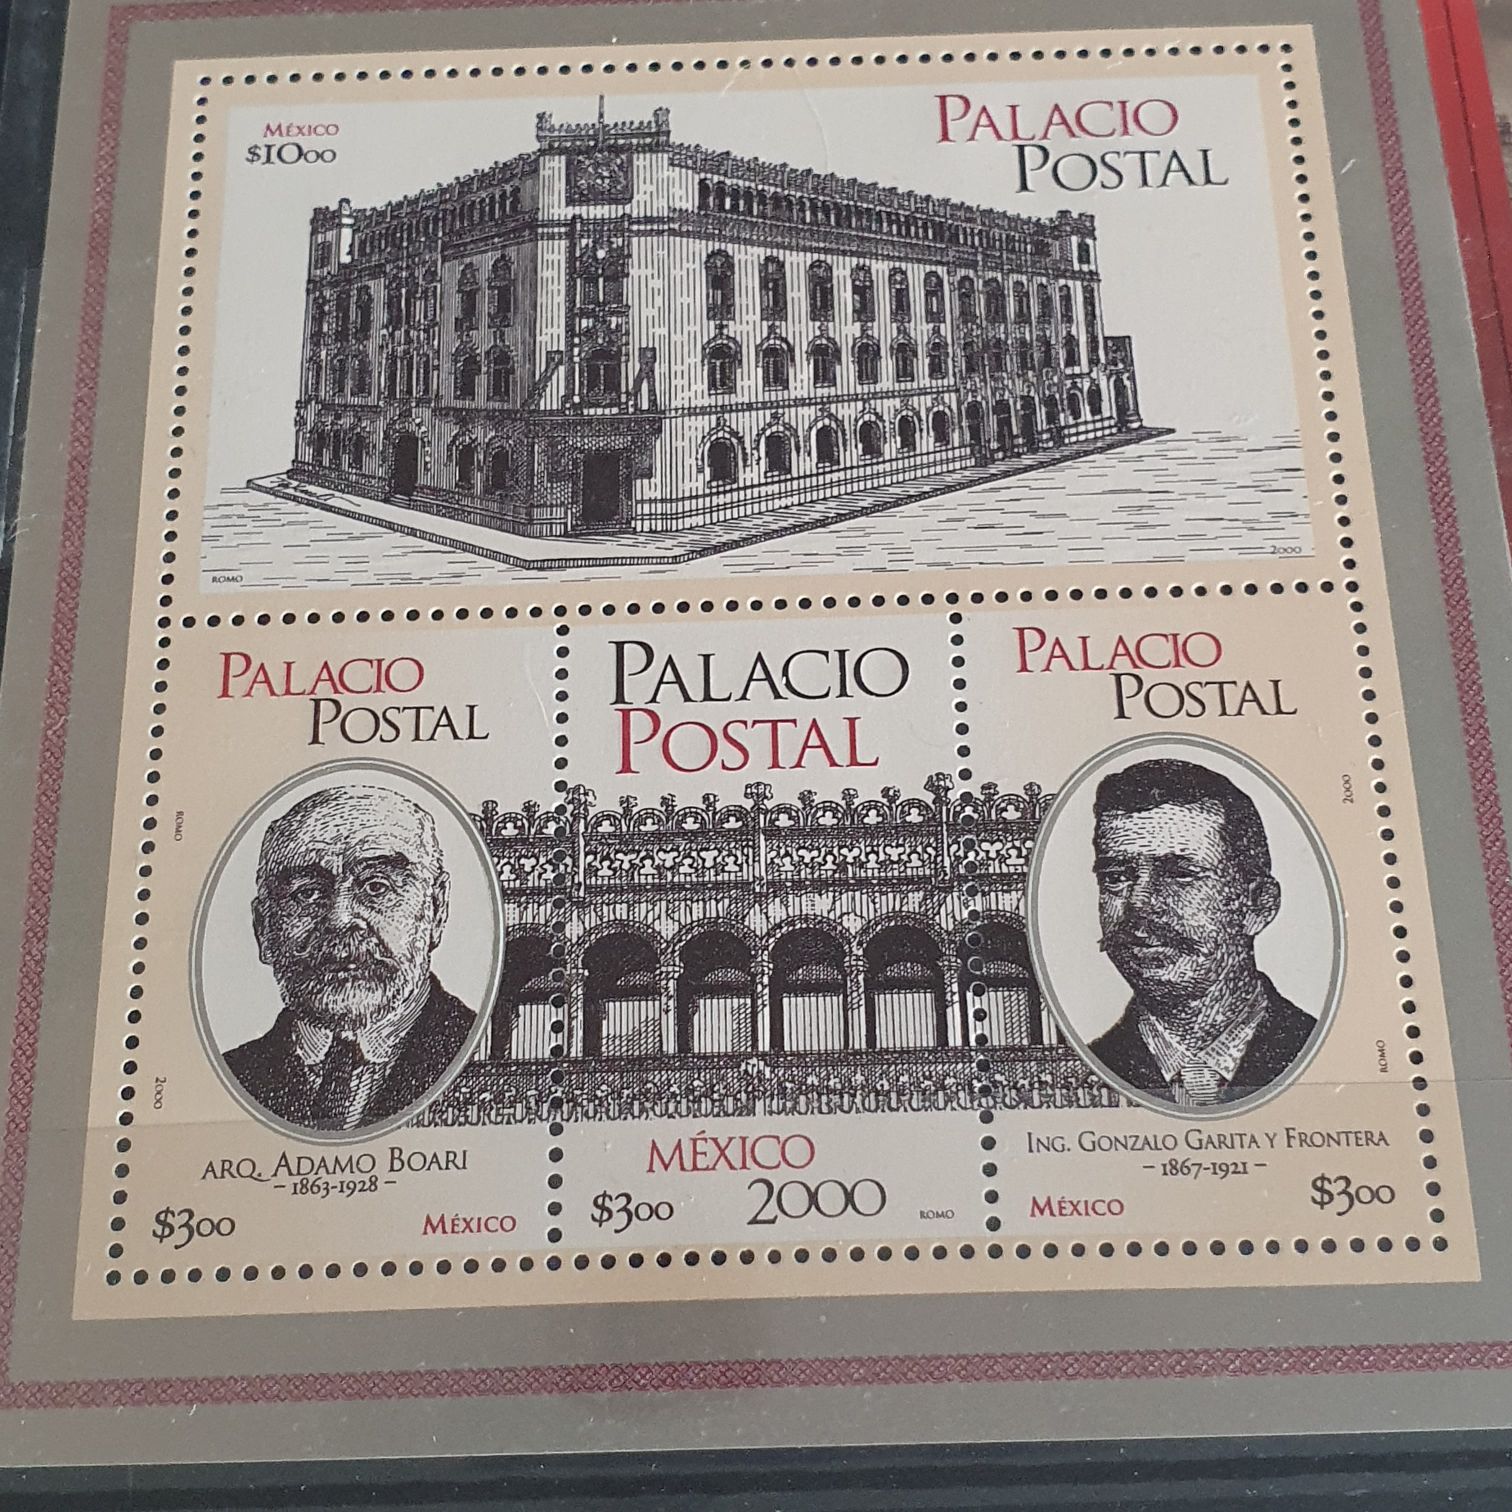 MÉXICO
$10.00
PALACIO
POSTAL
ROMO
2000
PALACIO
POSTAL
ROMO
2000
ARQ. ADAMO BOARI
- 1863-1928 -
$3.00
MÉXICO
PALACIO
POSTAL
MÉXICO
2000
$3.00
ROMO
PALACIO
POSTAL
2000
ROMO
ING. GONZALO GARITA Y FRONTERA
- 1867-1921 -
MÉXICO
$3.00